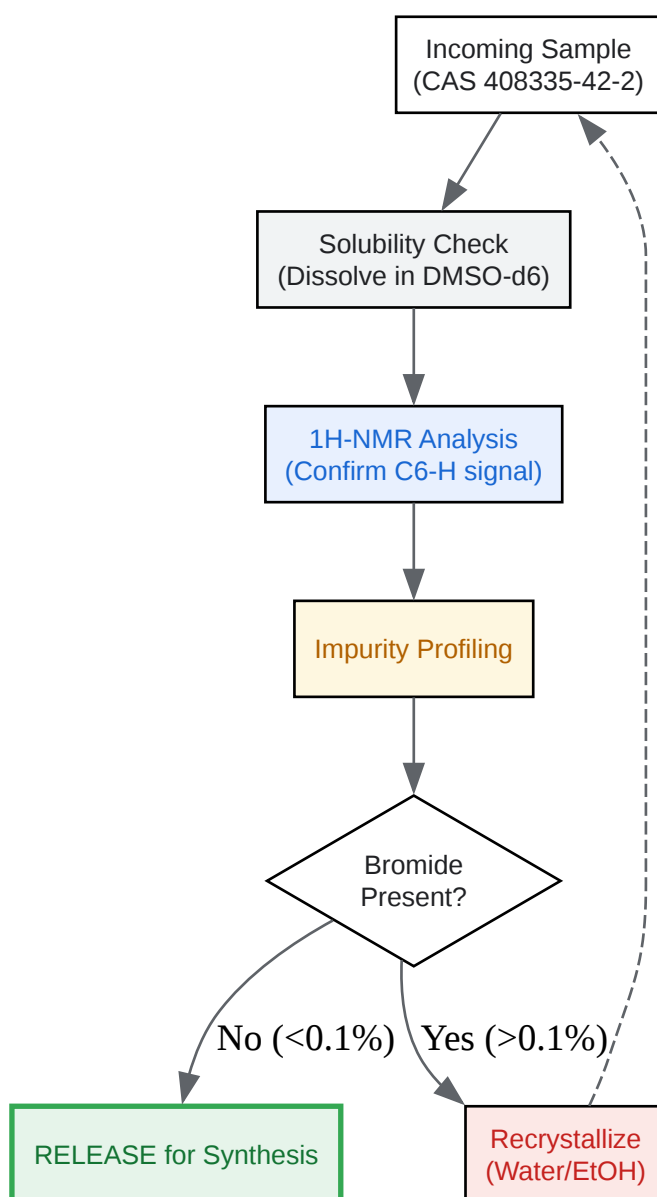 Incoming Sample
(CAS 408335-42-2)
Solubility Check
(Dissolve in DMSO-d6)
1H-NMR Analysis
(Confirm C6-H signal)
Impurity Profiling
Bromide
Present?
No (<0.1%)
Yes (>0.1%)
RELEASE for Synthesis
Recrystallize
(Water/EtOH)